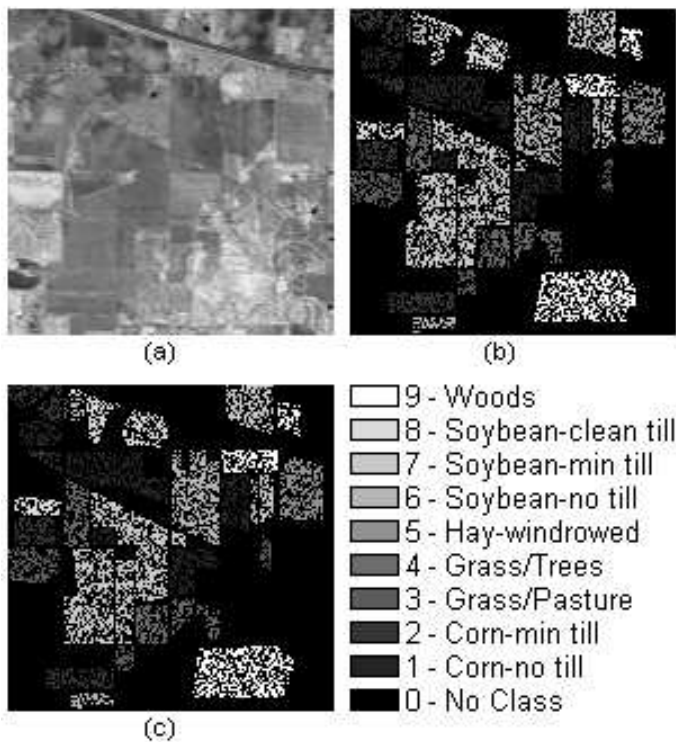 (a)
(b)
(c)
9 - Woods
8 - Soybean-clean till
7 - Soybean-min till
6 - Soybean-no till
5 - Hay-windrowed
4 - Grass/Trees
3 - Grass/Pasture
2 - Corn-min till
1 - Corn-no till
0 - No Class